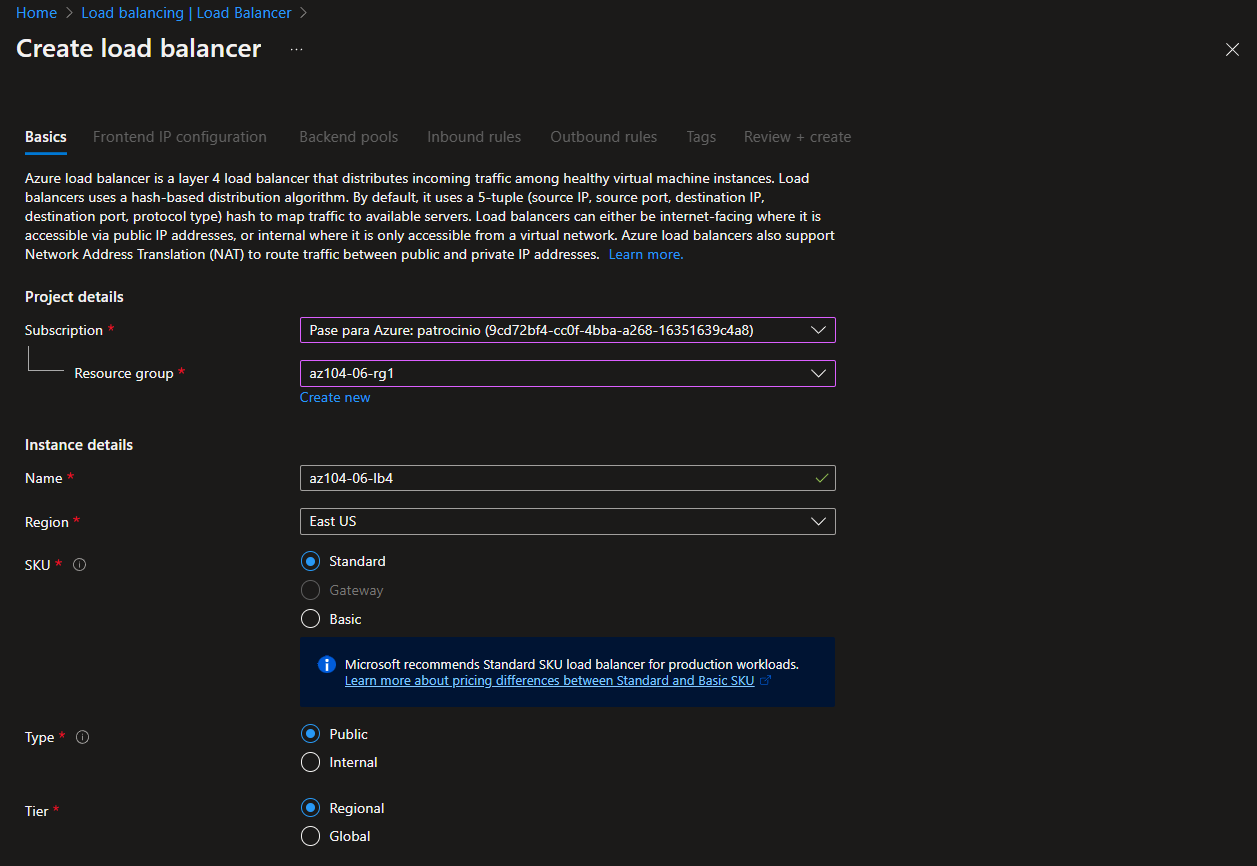 Home > Load balancing | Load Balancer >
Create load balancer ...
Basics Frontend IP configuration Backend pools Inbound rules Outbound rules Tags Review + create
Azure load balancer is a layer 4 load balancer that distributes incoming traffic among healthy virtual machine instances. Load
balancers uses a hash-based distribution algorithm. By default, it uses a 5-tuple (source IP, source port, destination IP,
destination port, protocol type) hash to map traffic to available servers. Load balancers can either be internet-facing where it is
accessible via public IP addresses, or internal where it is only accessible from a virtual network. Azure load balancers also support
Network Address Translation (NAT) to route traffic between public and private IP addresses. Learn more.
Project details
Subscription * Pase para Azure: patrocinio (9cd72bf4-cc0f-4bba-a268-16351639c4a8)
Resource group * az104-06-rg1
Create new
Instance details
Name * az104-06-lb4
Region * East US
SKU * Standard
Gateway
Basic
Microsoft recommends Standard SKU load balancer for production workloads.
Learn more about pricing differences between Standard and Basic SKU
Type * Public
Internal
Tier * Regional
Global